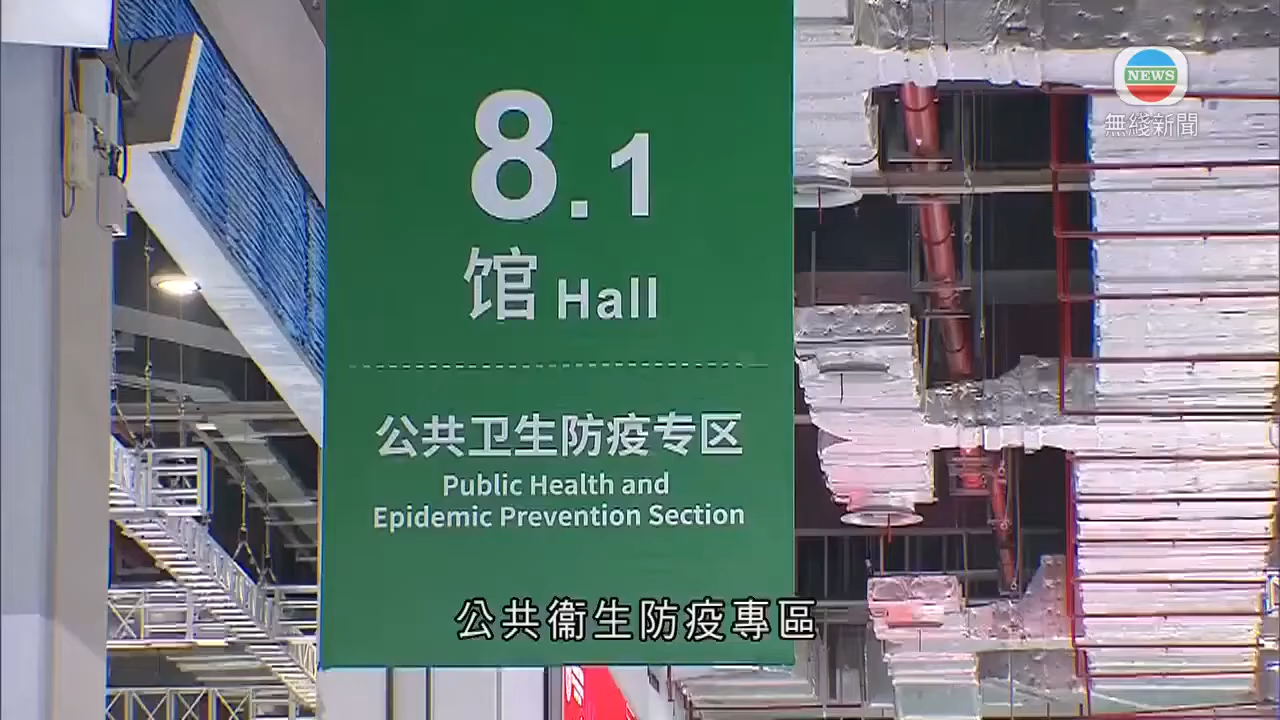 NEWS
無綫新聞
8.1
馆 Hall
公共卫生防疫专区
Public Health and
Epidemic Prevention Section
公共衞生防疫專區